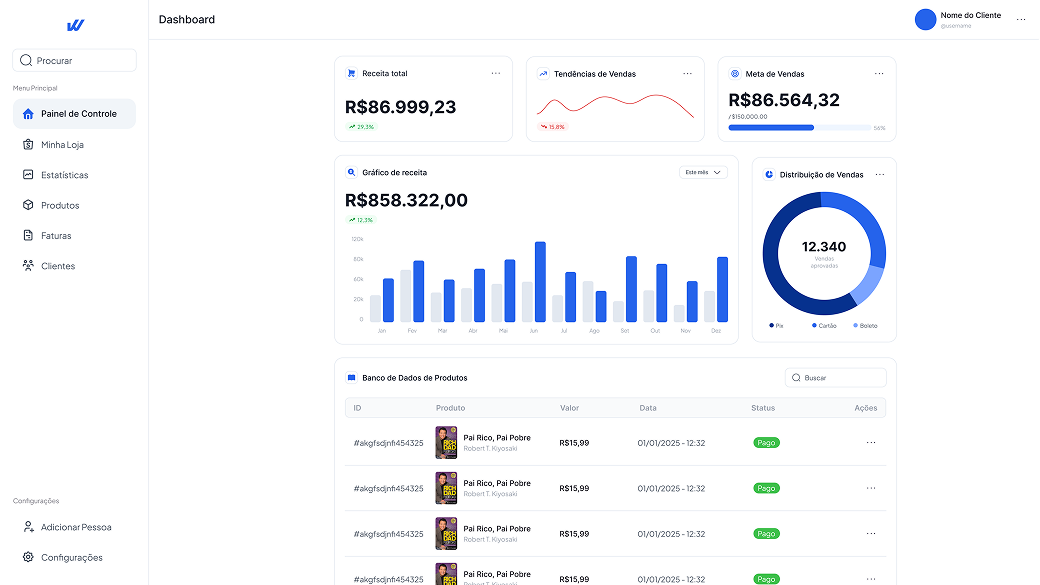 Dashboard
Nome do Cliente
@username
Procurar
Menu Principal
Painel de Controle
Minha Loja
Estatísticas
Produtos
Faturas
Clientes
Configurações
Adicionar Pessoa
Configurações
Receita total
R$86.999,23
29,3%
Tendências de Vendas
15,8%
Meta de Vendas
R$86.564,32
/$150.000,00
56%
Gráfico de receita
Este mês
R$858.322,00
12,3%
120k
80k
60k
20k
0
Jan Fev Mar Abr Mai Jun Jul Ago Set Out Nov Dez
Distribuição de Vendas
12.340
Vendas
aprovadas
Pix Cartão Boleto
Banco de Dados de Produtos
Buscar
ID Produto Valor Data Status Ações
#akgfsdjnfi454325 Pai Rico, Pai Pobre R$15,99 01/01/2025 - 12:32 Pago
Robert T. Kiyosaki
RICH
DAD
#akgfsdjnfi454325 Pai Rico, Pai Pobre R$15,99 01/01/2025 - 12:32 Pago
Robert T. Kiyosaki
RICH
DAD
#akgfsdjnfi454325 Pai Rico, Pai Pobre R$15,99 01/01/2025 - 12:32 Pago
Robert T. Kiyosaki
RICH
DAD
#akgfsdjnfi454325 Pai Rico, Pai Pobre R$15,99 01/01/2025 - 12:32 Pago